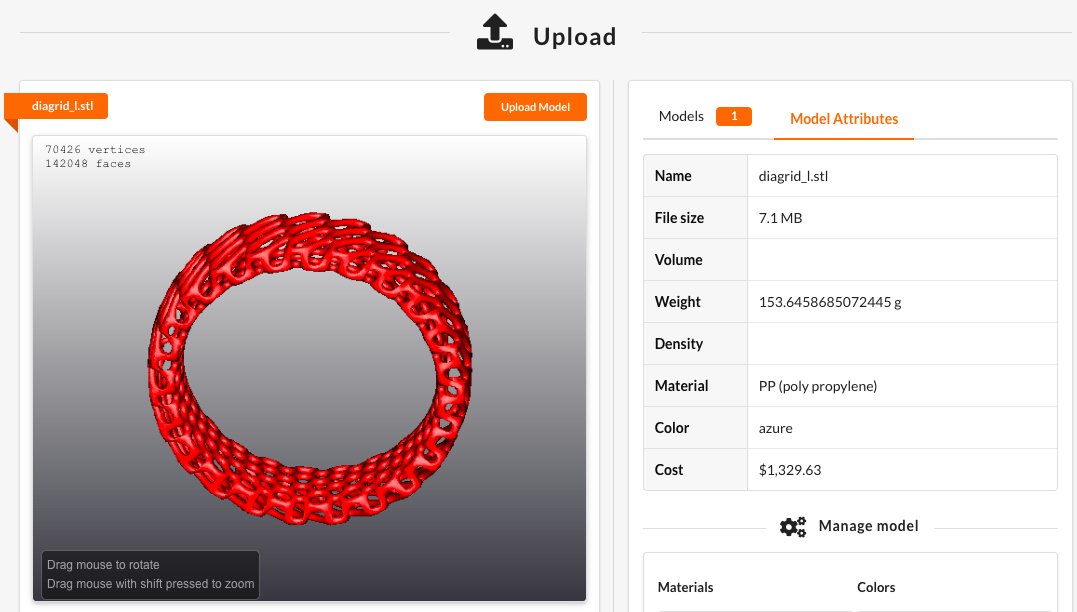 Upload
diagrid_l.stl
Upload Model
70426 vertices
142048 faces
Drag mouse to rotate
Drag mouse with shift pressed to zoom
Models 1 Model Attributes
Name diagrid_l.stl
File size 7.1 MB
Volume
Weight 153.6458685072445 g
Density
Material PP (poly propylene)
Color azure
Cost $1,329.63
Manage model
Materials Colors